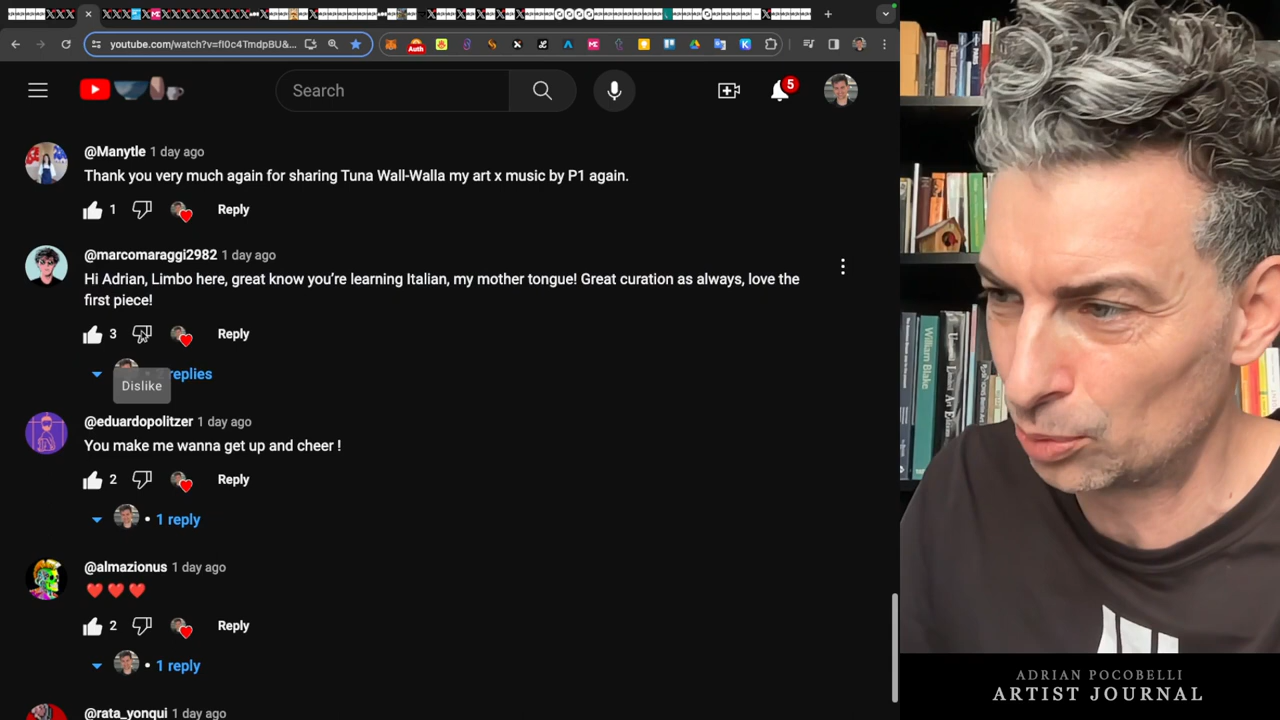 youtube.com/watch?v=fI0c4TmdpBU&...
Auth
Search
5
@Manytle 1 day ago
Thank you very much again for sharing Tuna Wall-Walla my art x music by P1 again.
1
Reply
@marcomaraggi2982 1 day ago
Hi Adrian, Limbo here, great know you’re learning Italian, my mother tongue! Great curation as always, love the
first piece!
3
Reply
replies
Dislike
@eduardopolitzer 1 day ago
You make me wanna get up and cheer !
2
Reply
1 reply
@almazionus 1 day ago
2
Reply
1 reply
@rata_yonqui 1 day ago
William Blake
ADRIAN POCOBELLI
ARTIST JOURNAL